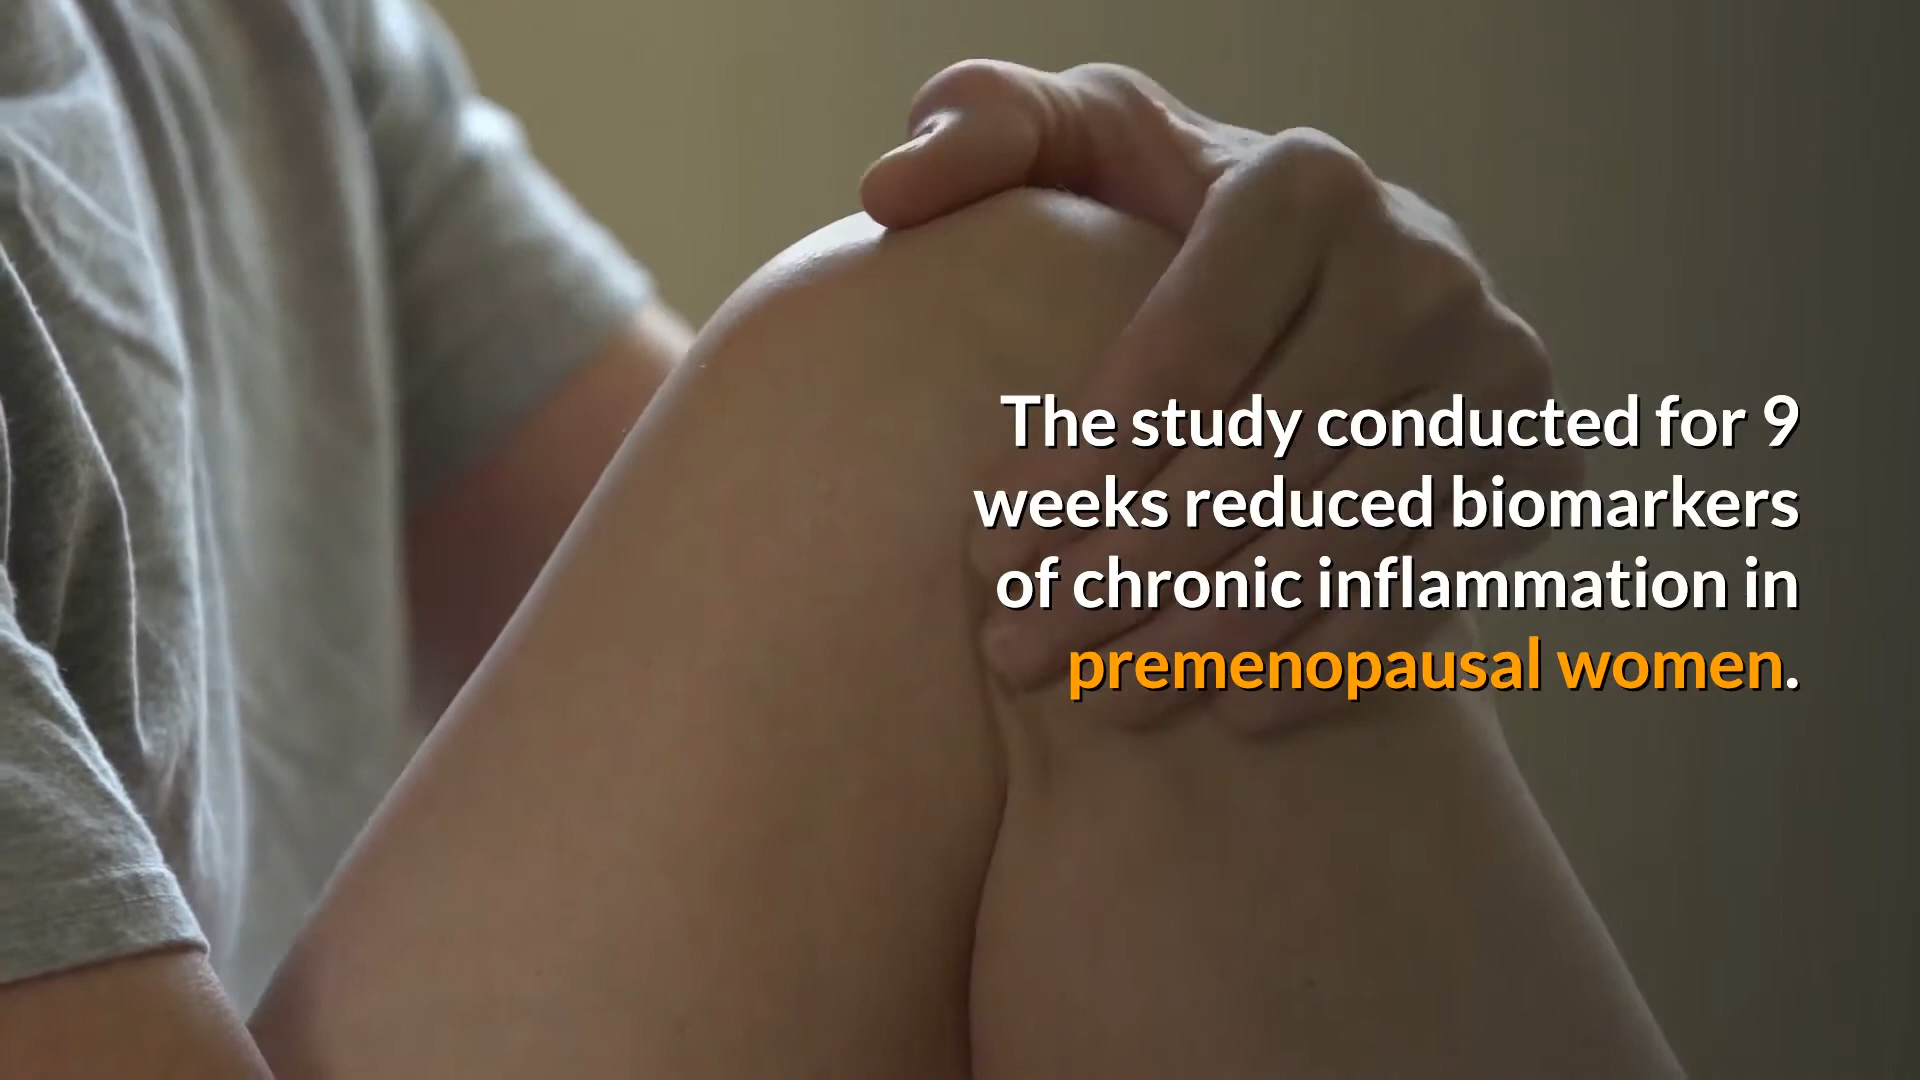 The study conducted for 9
weeks reduced biomarkers
of chronic inflammation in
premenopausal women.